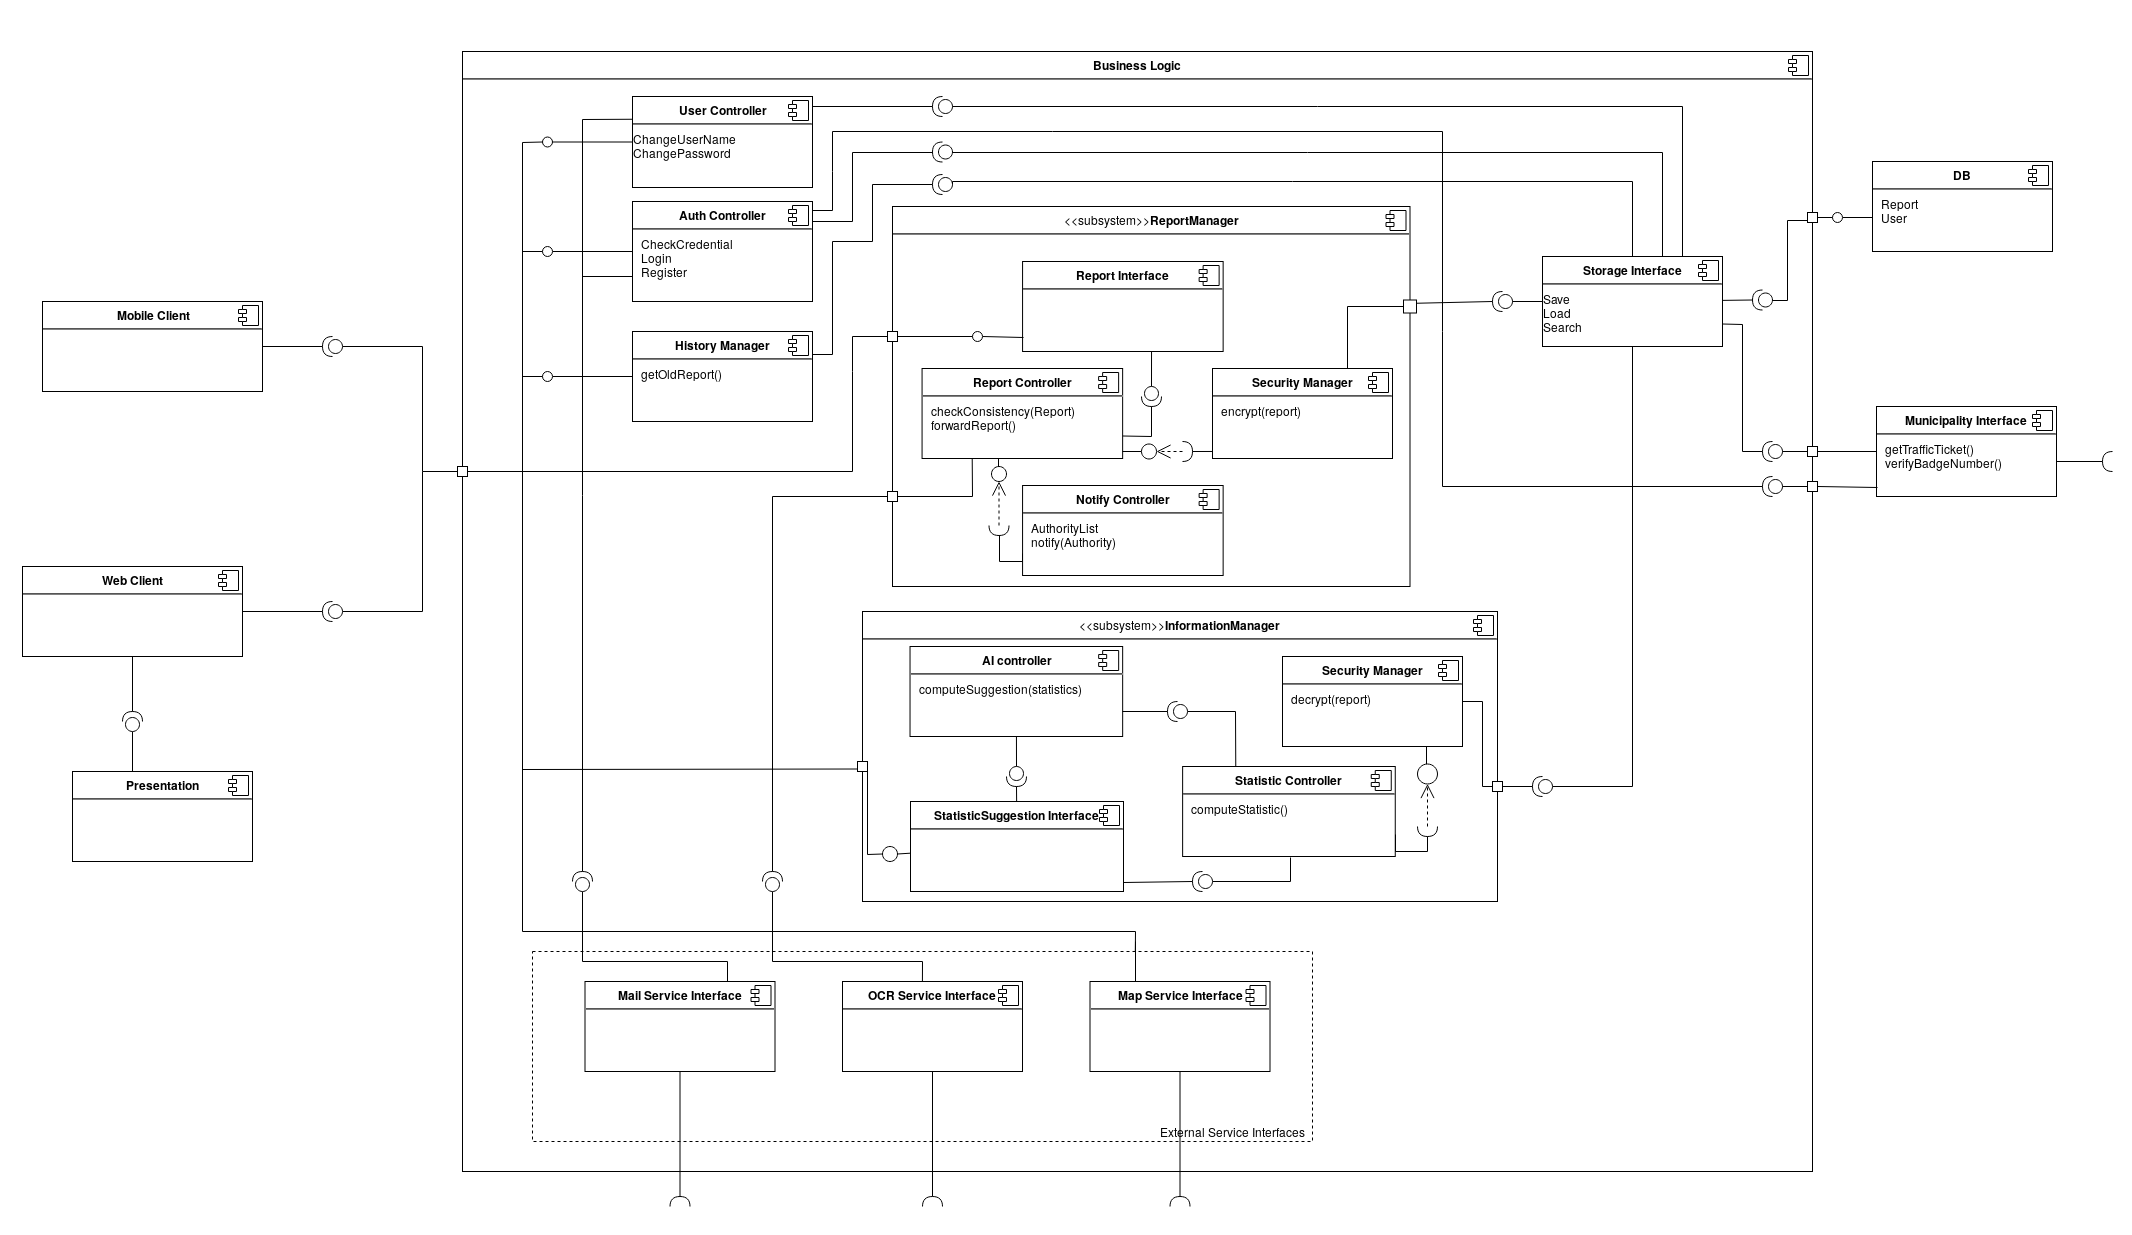 Business Logic
User Controller
ChangeUserName
ChangePassword
Auth Controller
CheckCredential
Login
Register
History Manager
getOldReport()
<<subsystem>>ReportManager
Report Interface
Report Controller
checkConsistency(Report)
forwardReport()
Security Manager
encrypt(report)
Notify Controller
AuthorityList
notify(Authority)
Storage Interface
Save
Load
Search
DB
Report
User
Municipality Interface
getTrafficTicket()
verifyBadgeNumber()
Mobile Client
Web Client
Presentation
<<subsystem>>InformationManager
AI controller
computeSuggestion(statistics)
Security Manager
decrypt(report)
Statistic Controller
computeStatistic()
StatisticSuggestion Interface
Mail Service Interface
OCR Service Interface
Map Service Interface
External Service Interfaces